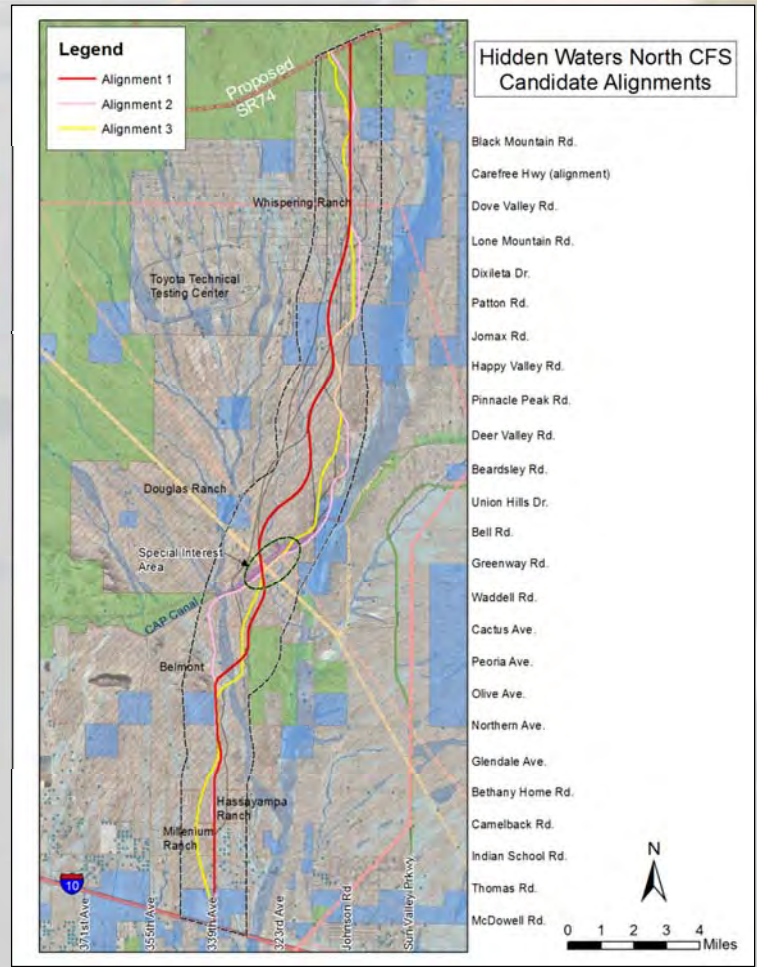 Legend
Alignment 1
Alignment 2
Alignment 3
Hidden Waters North CFS
Candidate Alignments
Proposed
SR74
Whispering Ranch
Toyota Technical
Testing Center
Douglas Ranch
Special Interest
Area
CAP Canal
Belmont
Hassayampa
Ranch
Millenium
Ranch
10
371st Ave
355th Ave
339th Ave
323rd Ave
Johnson Rd
Sun Valley Prkwy
Black Mountain Rd.
Carefree Hwy (alignment)
Dove Valley Rd.
Lone Mountain Rd.
Dixileta Dr.
Patton Rd.
Jomax Rd.
Happy Valley Rd.
Pinnacle Peak Rd.
Deer Valley Rd.
Beardsley Rd.
Union Hills Dr.
Bell Rd.
Greenway Rd.
Waddell Rd.
Cactus Ave.
Peoria Ave.
Olive Ave.
Northern Ave.
Glendale Ave.
Bethany Home Rd.
Camelback Rd.
Indian School Rd.
Thomas Rd.
McDowell Rd.
N
0 1 2 3 4
Miles